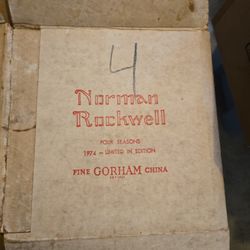 4
Norman
Rockwell
FOUR SEASONS
1974 - LIMITED IN EDITION
FINE GORHAM CHINA